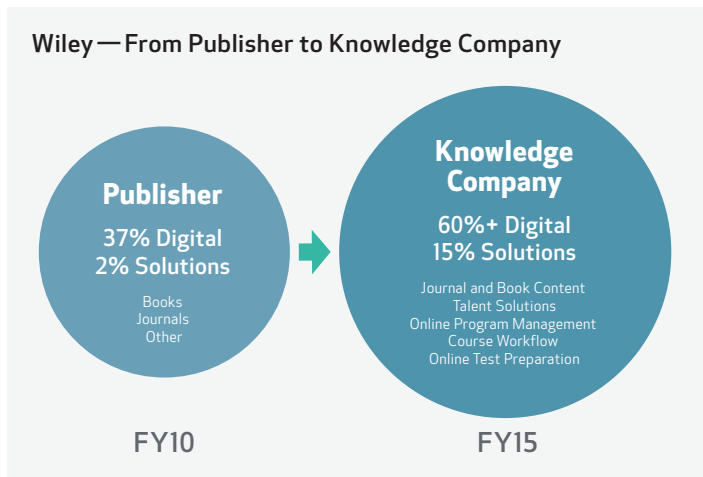 Wiley — From Publisher to Knowledge Company
Publisher
37% Digital
2% Solutions
Books
Journals
Other
FY10
Knowledge
Company
60%+ Digital
15% Solutions
Journal and Book Content
Talent Solutions
Online Program Management
Course Workflow
Online Test Preparation
FY15